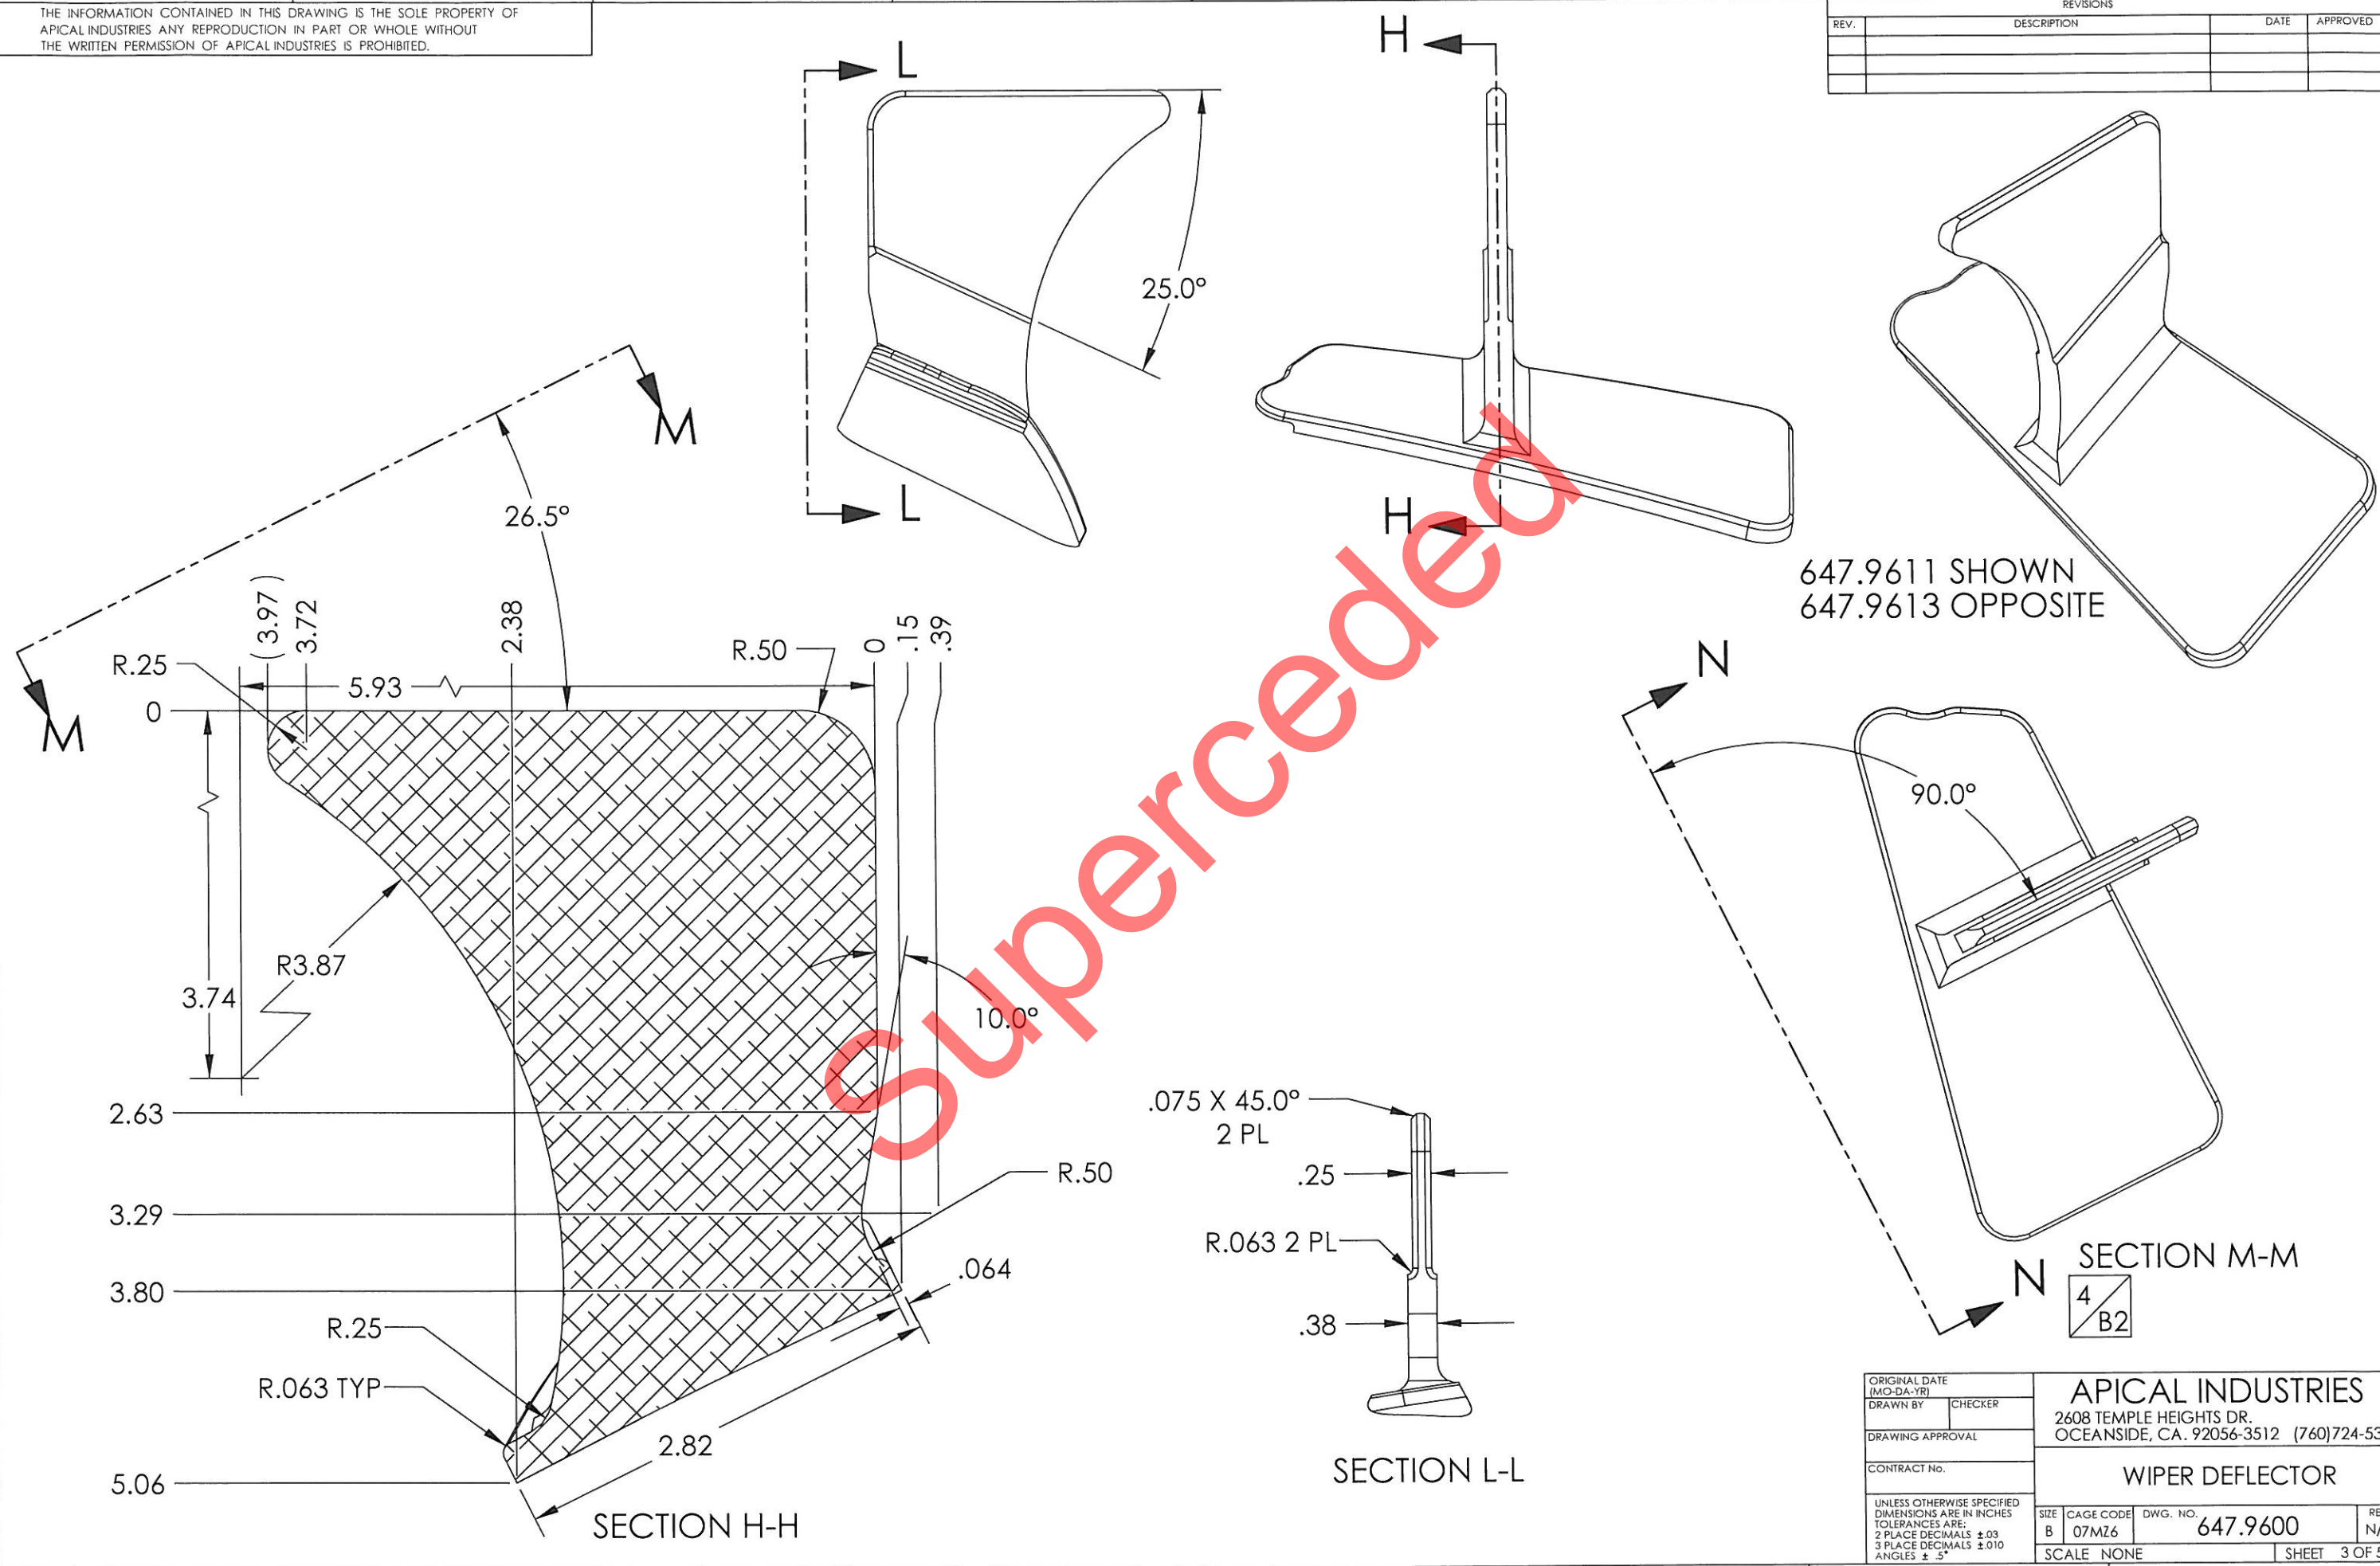 THE INFORMATION CONTAINED IN THIS DRAWING IS THE SOLE PROPERTY OF
APICAL INDUSTRIES ANY REPRODUCTION IN PART OR WHOLE WITHOUT
THE WRITTEN PERMISSION OF APICAL INDUSTRIES IS PROHIBITED.
REVISIONS
REV. DESCRIPTION DATE APPROVED
L
L
25.0°
H
H
647.9611 SHOWN
647.9613 OPPOSITE
M
M
26.5°
(3.97)
3.72
2.38
0
.15
.39
R.25
R.50
5.93
0
3.74
R3.87
10.0°
2.63
3.29
3.80
5.06
R.50
.064
R.25
R.063 TYP
2.82
SECTION H-H
.075 X 45.0°
2 PL
.25
R.063 2 PL
.38
SECTION L-L
N
90.0°
N
SECTION M-M
4
B2
Superceded
ORIGINAL DATE
(MO-DA-YR)
DRAWN BY CHECKER
DRAWING APPROVAL
CONTRACT No.
UNLESS OTHERWISE SPECIFIED
DIMENSIONS ARE IN INCHES
TOLERANCES ARE:
2 PLACE DECIMALS ±.03
3 PLACE DECIMALS ±.010
ANGLES ± .5°
APICAL INDUSTRIES
2608 TEMPLE HEIGHTS DR.
OCEANSIDE, CA. 92056-3512 (760)724-53
WIPER DEFLECTOR
SIZE CAGE CODE DWG. NO. RE
B 07MZ6 647.9600 N/
SCALE NONE SHEET 3 OF